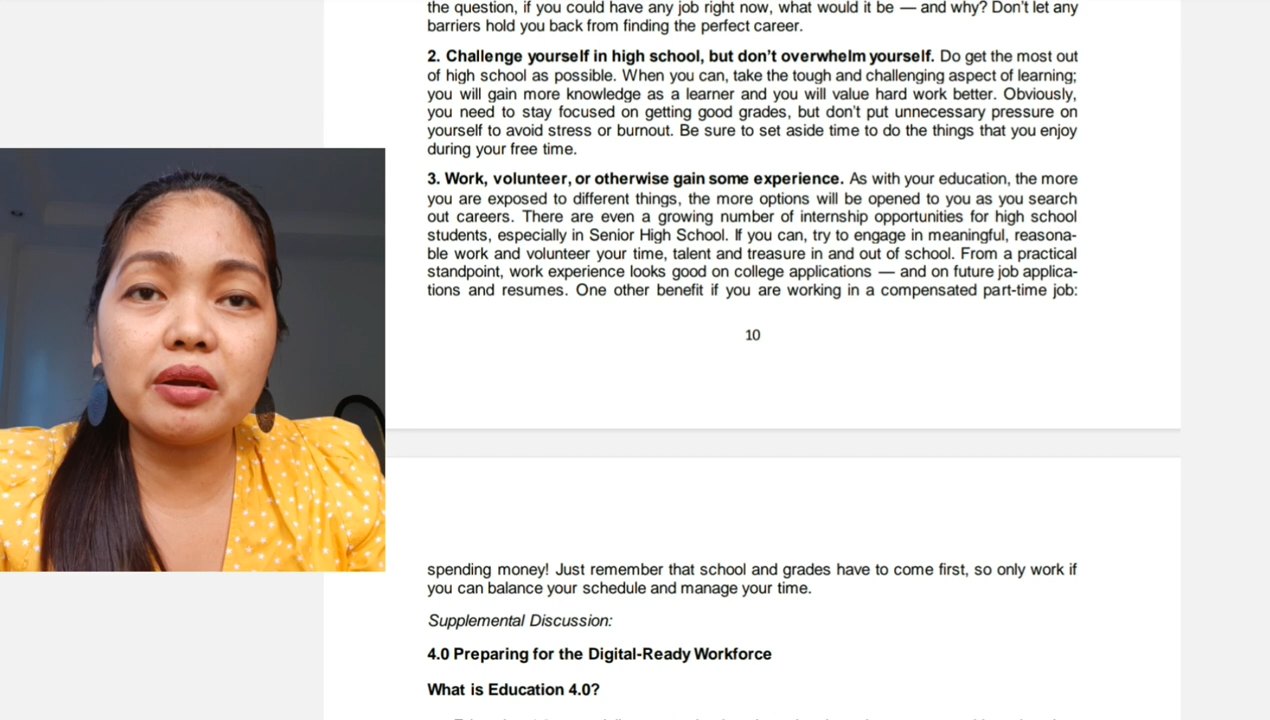 the question, if you could have any job right now, what would it be — and why? Don't let any
barriers hold you back from finding the perfect career.
2. Challenge yourself in high school, but don't overwhelm yourself. Do get the most out
of high school as possible. When you can, take the tough and challenging aspect of learning;
you will gain more knowledge as a learner and you will value hard work better. Obviously,
you need to stay focused on getting good grades, but don't put unnecessary pressure on
yourself to avoid stress or burnout. Be sure to set aside time to do the things that you enjoy
during your free time.
3. Work, volunteer, or otherwise gain some experience. As with your education, the more
you are exposed to different things, the more options will be opened to you as you search
out careers. There are even a growing number of internship opportunities for high school
students, especially in Senior High School. If you can, try to engage in meaningful, reasona-
ble work and volunteer your time, talent and treasure in and out of school. From a practical
standpoint, work experience looks good on college applications — and on future job applica-
tions and resumes. One other benefit if you are working in a compensated part-time job:
10
spending money! Just remember that school and grades have to come first, so only work if
you can balance your schedule and manage your time.
Supplemental Discussion:
4.0 Preparing for the Digital-Ready Workforce
What is Education 4.0?